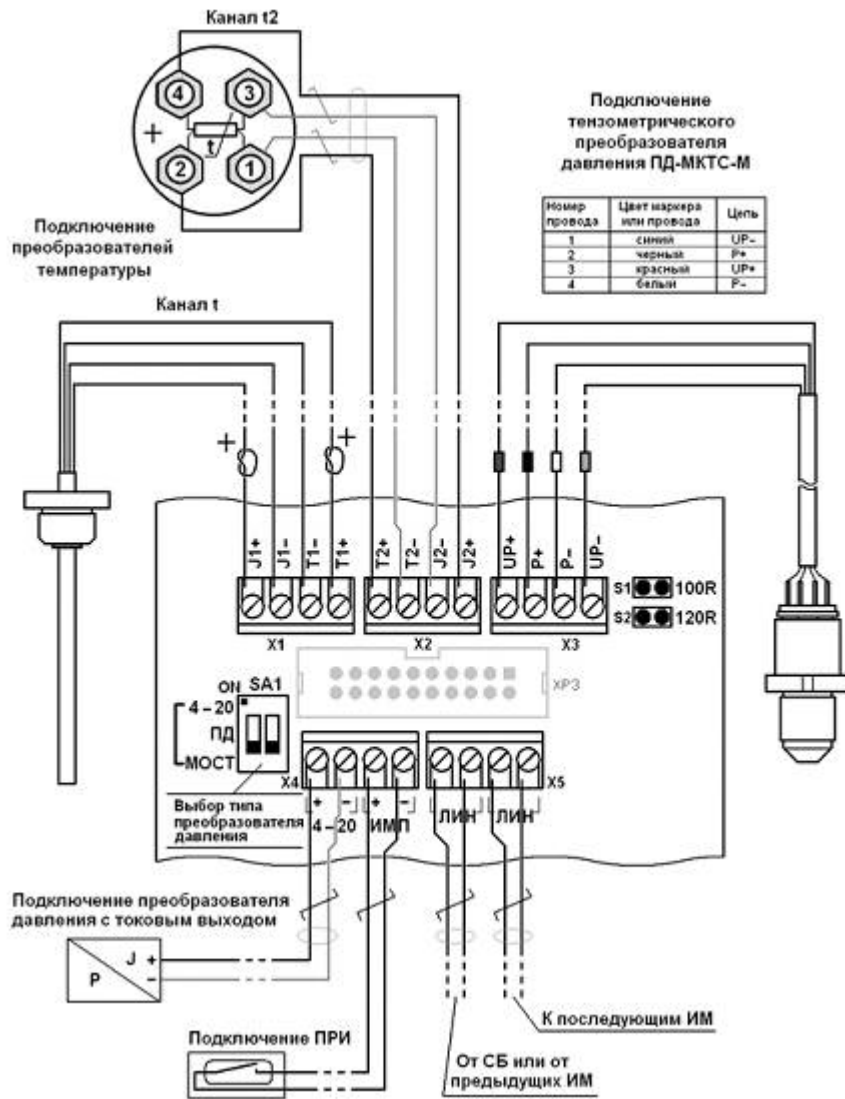 Канал t2
4
3
+
t
2
1
Подключение
преобразователей
температуры
Подключение
тензометрического
преобразователя
давления ПД-МКТС-М
Номер провода Цвет маркера или провода Цепь
1 синий UP-
2 черный P+
3 красный UP+
4 белый P-
Канал t
+ +
J1+ J1- T1- T1+ T2+ T2- J2- J2+ UP+ P+ P- UP-
S1 100R
S2 120R
X1 X2 X3
XP3
ON SA1
4 – 20
ПД
МОСТ
X4 X5
Выбор типа
преобразователя
давления
+ - + -
4 – 20 ИМП ЛИН ЛИН
Подключение преобразователя
давления с токовым выходом
J +
P -
К последующим ИМ
Подключение ПРИ
От СБ или от
предыдущих ИМ